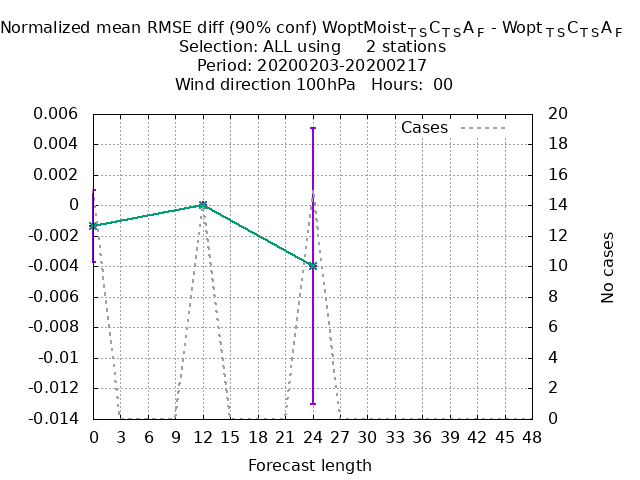 Normalized mean RMSE diff (90% conf) WoptMoist_TSC_TSA_F - Wopt_TSC_TSA_F
Selection: ALL using 2 stations
Period: 20200203-20200217
Wind direction 100hPa Hours: 00
Cases
0.006
0.004
0.002
0
-0.002
-0.004
-0.006
-0.008
-0.01
-0.012
-0.014
20
18
16
14
12
10
8
6
4
2
0
No cases
0 3 6 9 12 15 18 21 24 27 30 33 36 39 42 45 48
Forecast length